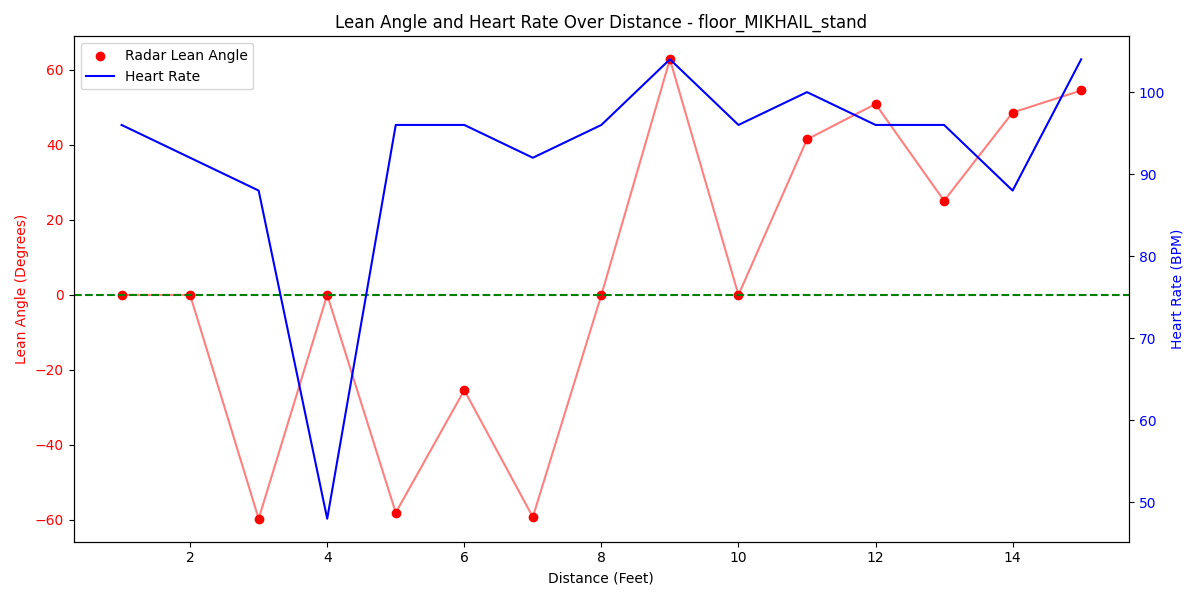 Lean Angle and Heart Rate Over Distance - floor_MIKHAIL_stand
Radar Lean Angle
Heart Rate
Lean Angle (Degrees)
60
40
20
0
−20
−40
−60
100
90
80
70
60
50
Heart Rate (BPM)
2 4 6 8 10 12 14
Distance (Feet)